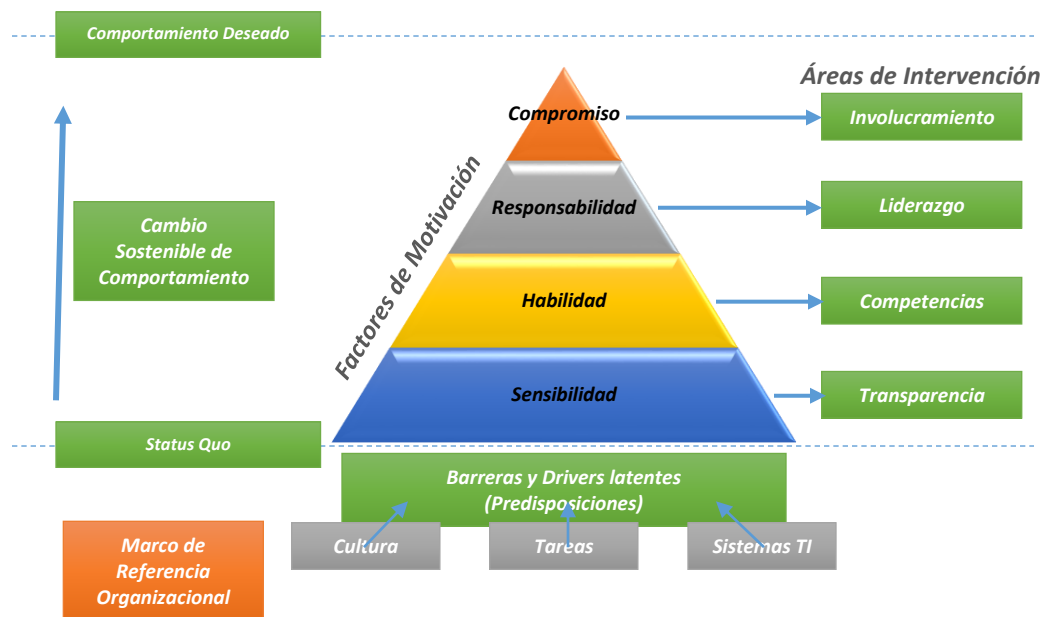 Comportamiento Deseado
Áreas de Intervención
Compromiso
Involucramiento
Factores de Motivación
Responsabilidad
Liderazgo
Cambio
Sostenible de
Comportamiento
Habilidad
Competencias
Sensibilidad
Transparencia
Status Quo
Barreras y Drivers latentes
(Predisposiciones)
Cultura
Tareas
Sistemas TI
Marco de
Referencia
Organizacional